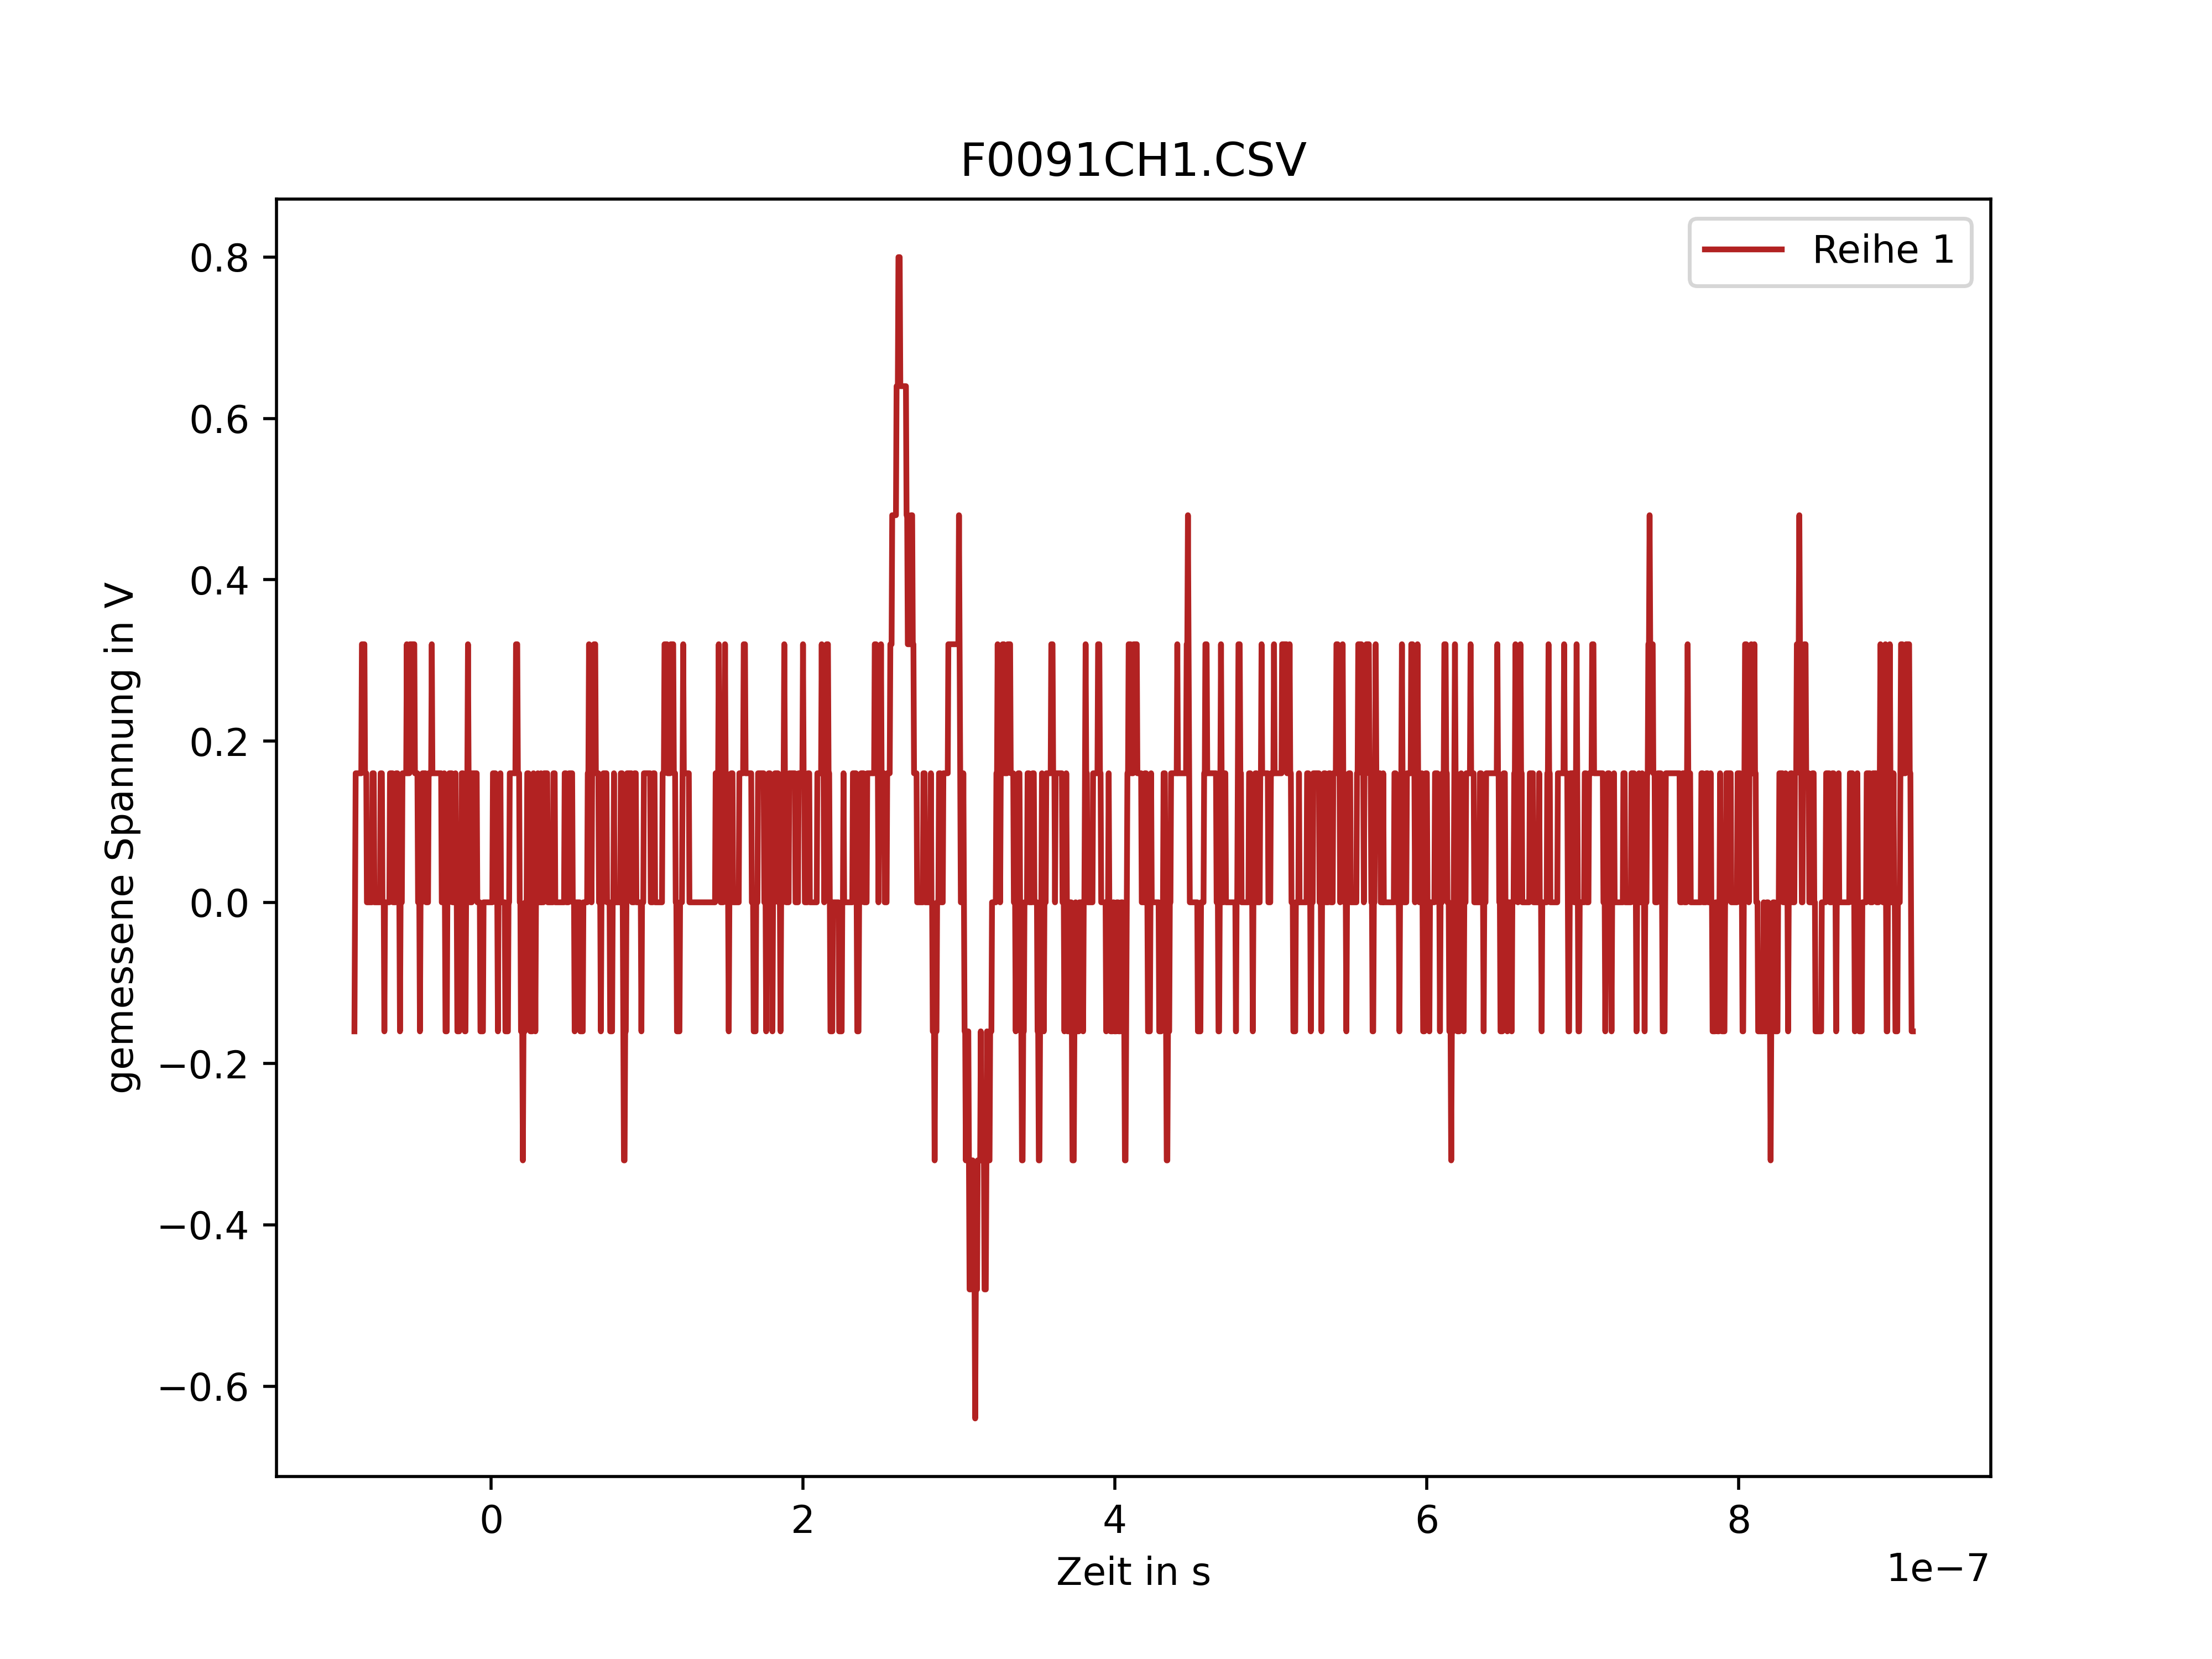 F0091CH1.CSV
Reihe 1
0.8
0.6
0.4
0.2
0.0
−0.2
−0.4
−0.6
gemessene Spannung in V
0 2 4 6 8
Zeit in s
1e−7